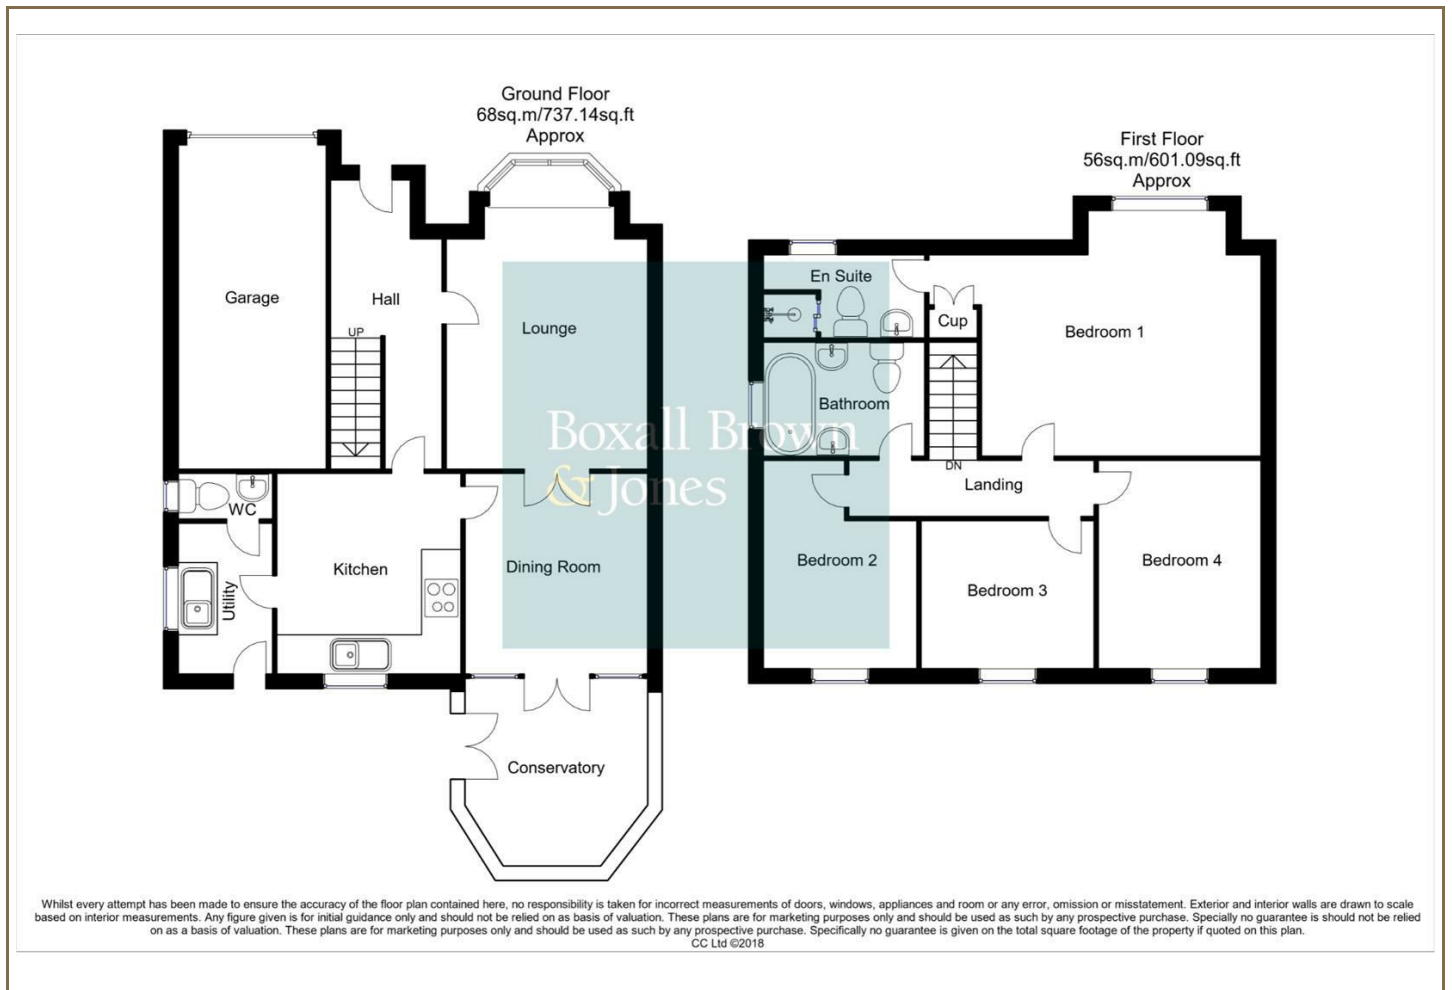 Ground Floor
68sq.m/737.14sq.ft
Approx
First Floor
56sq.m/601.09sq.ft
Approx
Garage
Hall
UP
Lounge
WC
Utility
Kitchen
Dining Room
Conservatory
En Suite
Cup
Bedroom 1
Bathroom
DN
Landing
Bedroom 2
Bedroom 3
Bedroom 4
Boxall Brown
& Jones
Whilst every attempt has been made to ensure the accuracy of the floor plan contained here, no responsibility is taken for incorrect measurements of doors, windows, appliances and room or any error, omission or misstatement. Exterior and interior walls are drawn to scale
based on interior measurements. Any figure given is for initial guidance only and should not be relied on as basis of valuation. These plans are for marketing purposes only and should be used as such by any prospective purchase. Specially no guarantee is should not be relied
on as a basis of valuation. These plans are for marketing purposes only and should be used as such by any prospective purchase. Specifically no guarantee is given on the total square footage of the property if quoted on this plan.
CC Ltd ©2018